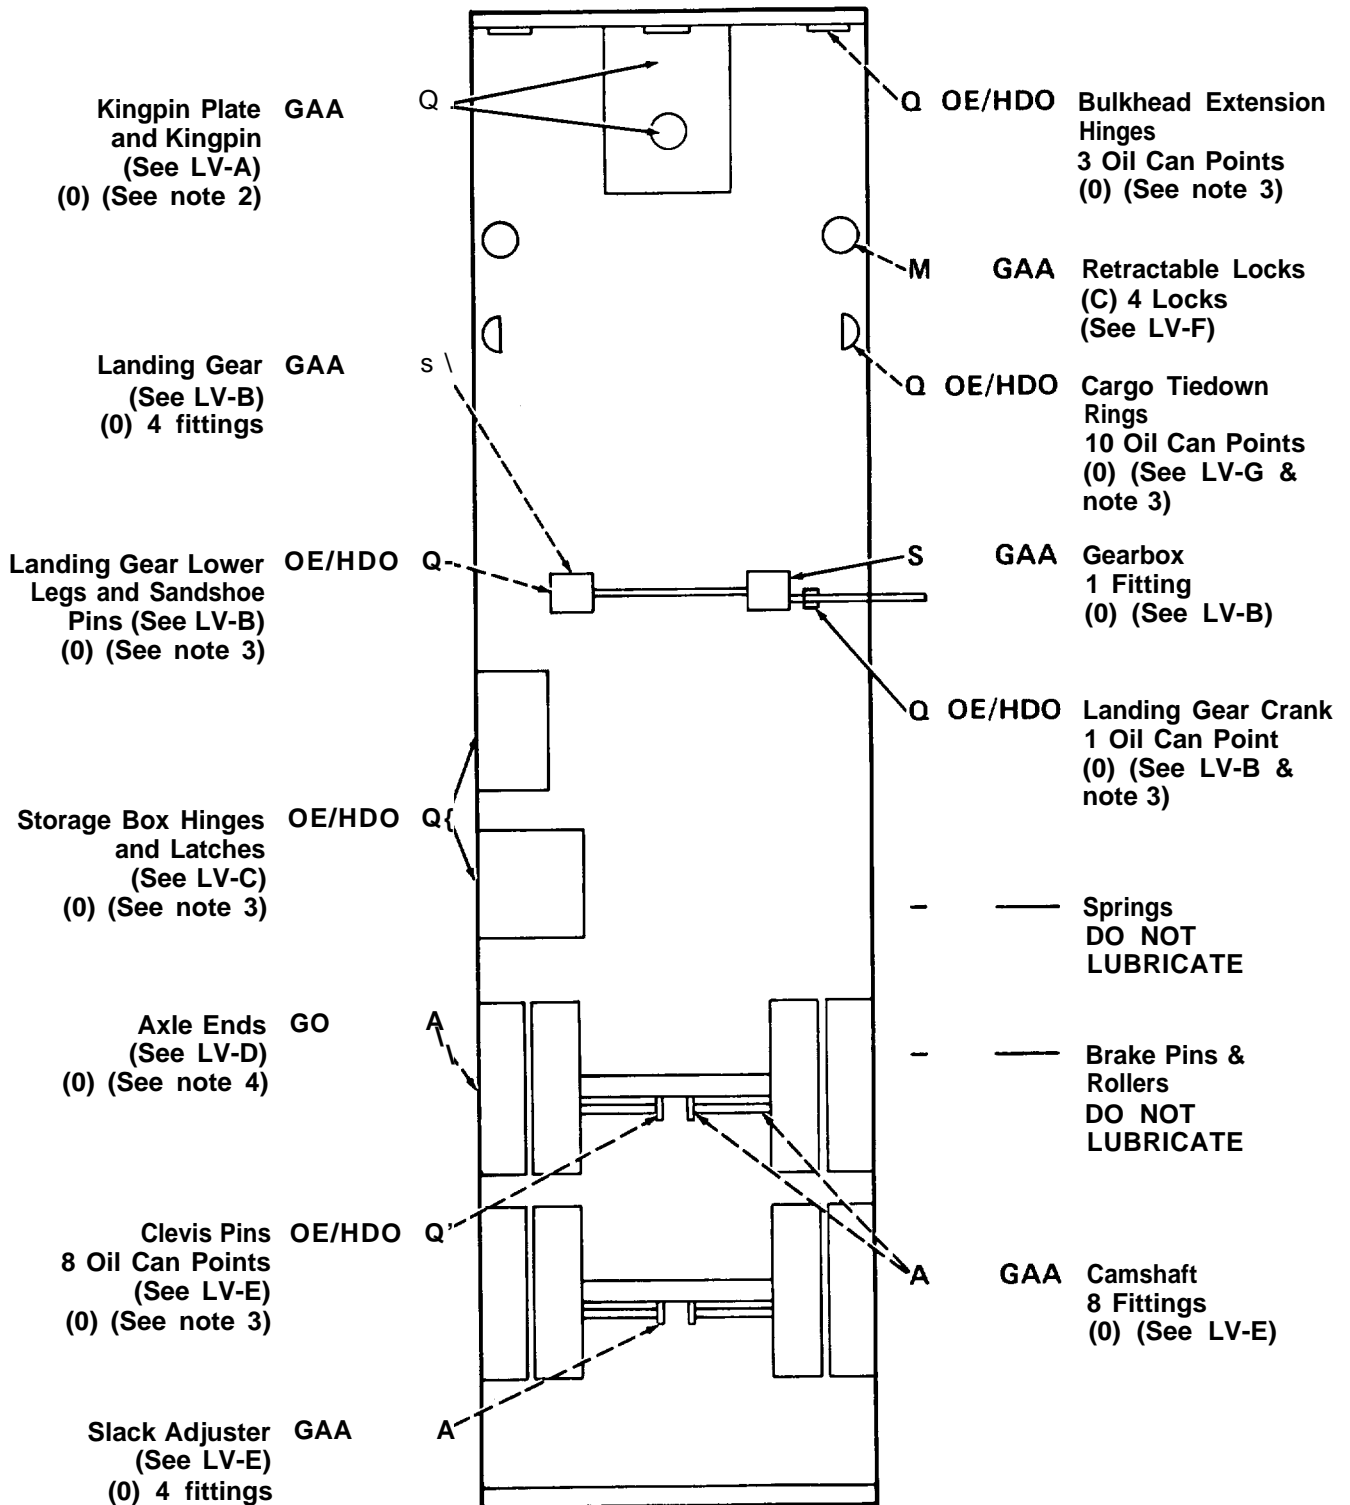 Kingpin Plate GAA Q
and Kingpin
(See LV-A)
(0) (See note 2)
Landing Gear GAA s \
(See LV-B)
(0) 4 fittings
Landing Gear Lower OE/HDO Q
Legs and Sandshoe
Pins (See LV-B)
(0) (See note 3)
Storage Box Hinges OE/HDO Q{
and Latches
(See LV-C)
(0) (See note 3)
Axle Ends GO A
(See LV-D)
(0) (See note 4)
Clevis Pins OE/HDO Q'
8 Oil Can Points
(See LV-E)
(0) (See note 3)
Slack Adjuster GAA A
(See LV-E)
(0) 4 fittings
Q OE/HDO Bulkhead Extension
Hinges
3 Oil Can Points
(0) (See note 3)
M GAA Retractable Locks
(C) 4 Locks
(See LV-F)
Q OE/HDO Cargo Tiedown
Rings
10 Oil Can Points
(0) (See LV-G &
note 3)
S GAA Gearbox
1 Fitting
(0) (See LV-B)
Q OE/HDO Landing Gear Crank
1 Oil Can Point
(0) (See LV-B &
note 3)
– — Springs
DO NOT
LUBRICATE
– — Brake Pins &
Rollers
DO NOT
LUBRICATE
A GAA Camshaft
8 Fittings
(0) (See LV-E)